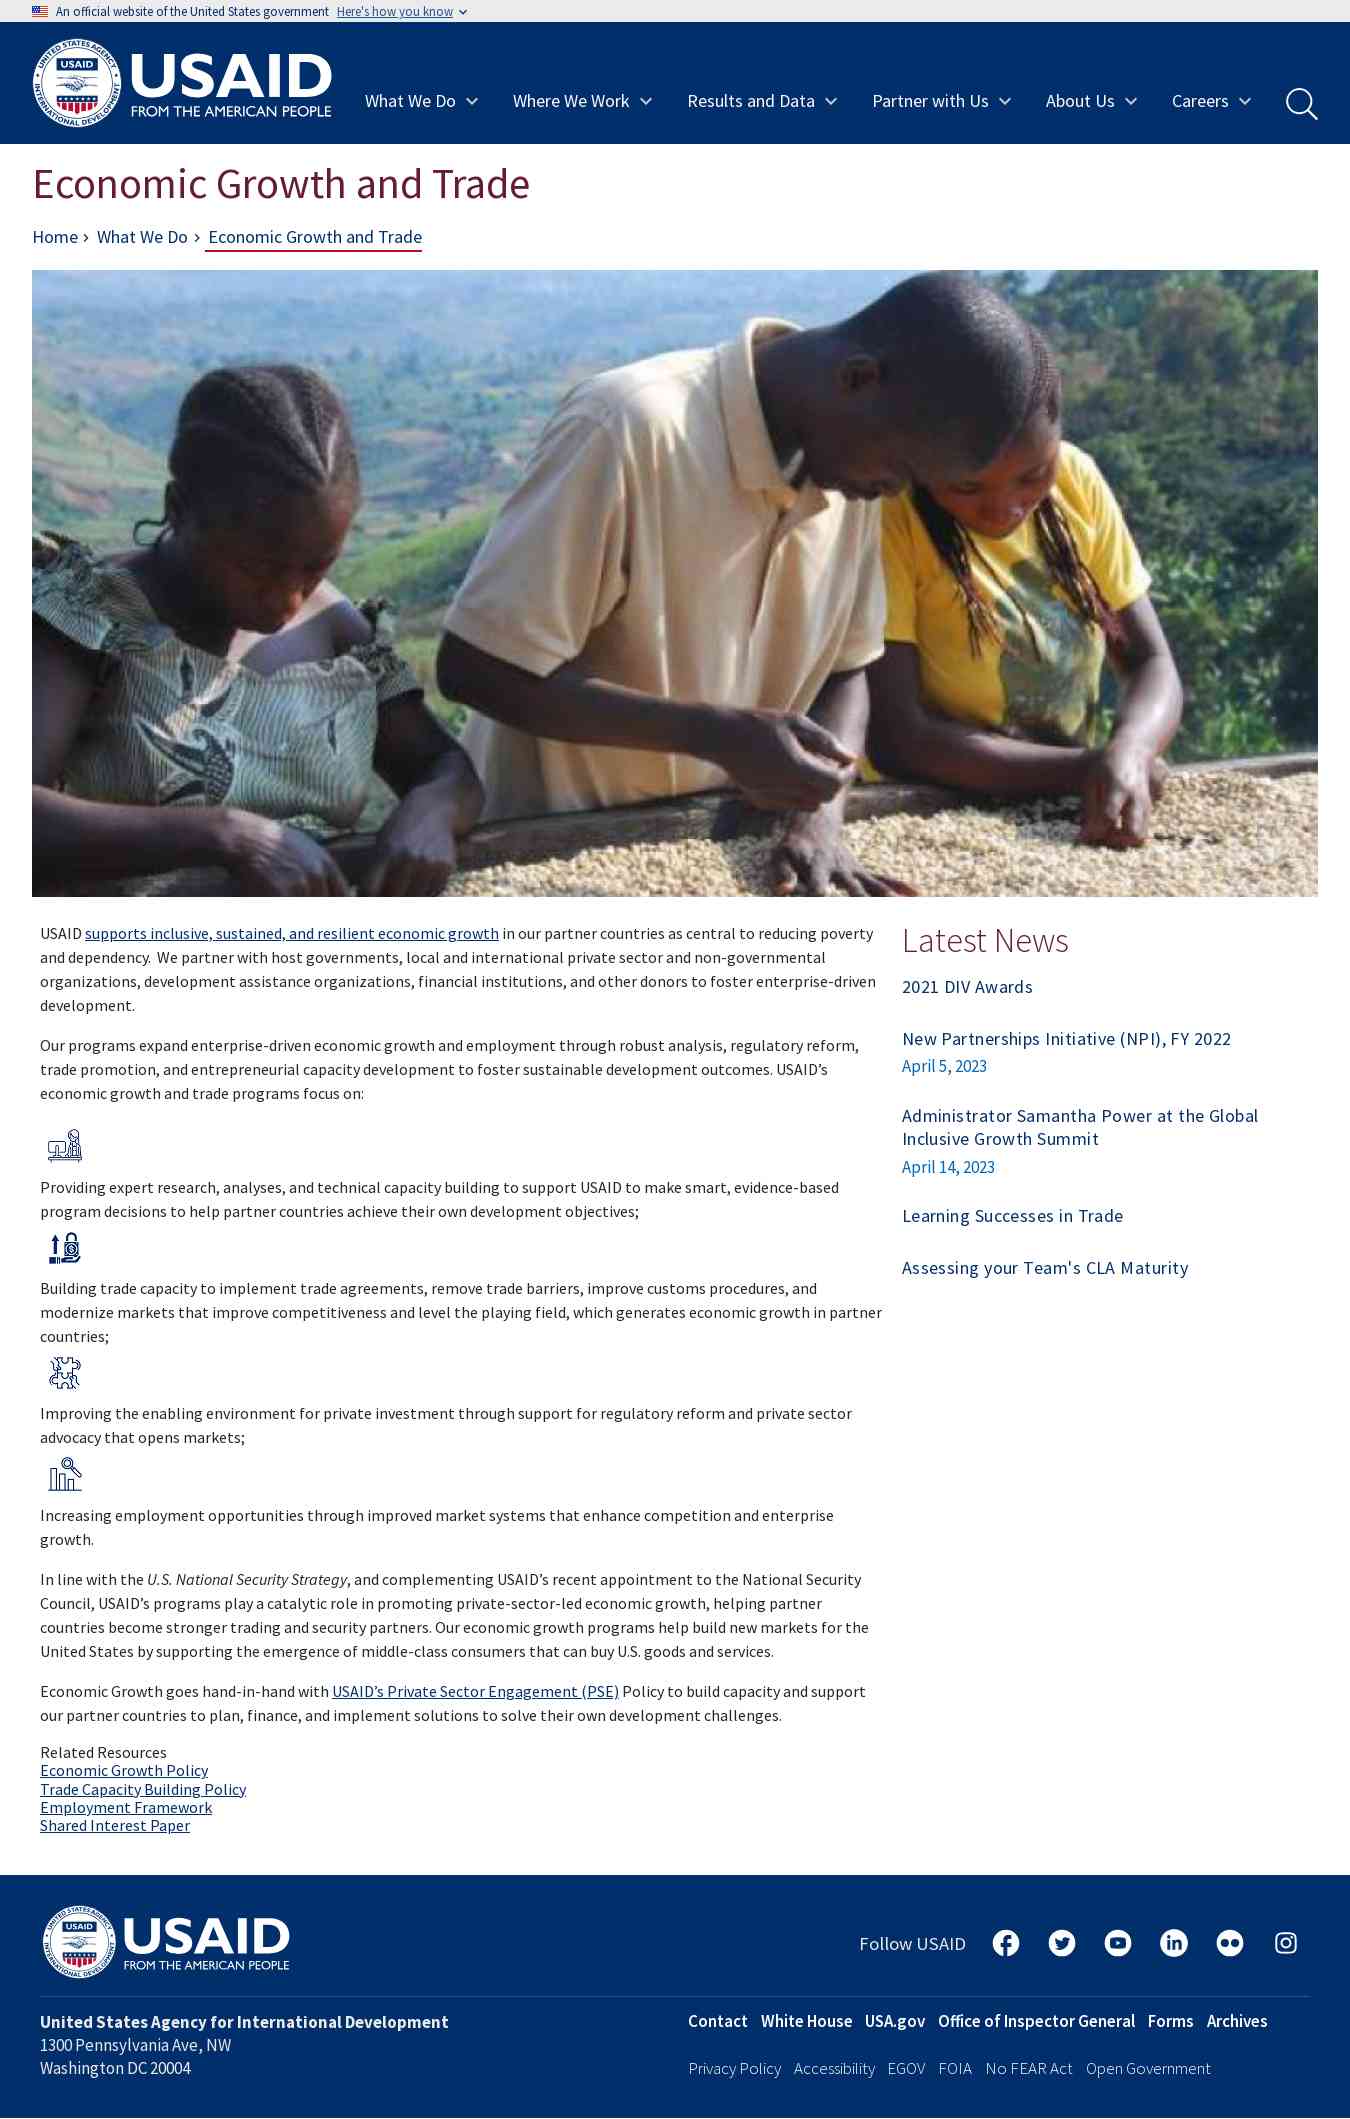 An official website of the United States government Here's how you know
UNITED STATES AGENCY
USAID
INTERNATIONAL DEVELOPMENT
USAID
FROM THE AMERICAN PEOPLE
What We Do
Where We Work
Results and Data
Partner with Us
About Us
Careers
Economic Growth and Trade
Home › What We Do › Economic Growth and Trade
USAID supports inclusive, sustained, and resilient economic growth in our partner countries as central to reducing poverty
and dependency.  We partner with host governments, local and international private sector and non-governmental
organizations, development assistance organizations, financial institutions, and other donors to foster enterprise-driven
development.
Our programs expand enterprise-driven economic growth and employment through robust analysis, regulatory reform,
trade promotion, and entrepreneurial capacity development to foster sustainable development outcomes. USAID’s
economic growth and trade programs focus on:
Providing expert research, analyses, and technical capacity building to support USAID to make smart, evidence-based
program decisions to help partner countries achieve their own development objectives;
$
Building trade capacity to implement trade agreements, remove trade barriers, improve customs procedures, and
modernize markets that improve competitiveness and level the playing field, which generates economic growth in partner
countries;
Improving the enabling environment for private investment through support for regulatory reform and private sector
advocacy that opens markets;
Increasing employment opportunities through improved market systems that enhance competition and enterprise
growth.
In line with the U.S. National Security Strategy, and complementing USAID’s recent appointment to the National Security
Council, USAID’s programs play a catalytic role in promoting private-sector-led economic growth, helping partner
countries become stronger trading and security partners. Our economic growth programs help build new markets for the
United States by supporting the emergence of middle-class consumers that can buy U.S. goods and services.
Economic Growth goes hand-in-hand with USAID’s Private Sector Engagement (PSE) Policy to build capacity and support
our partner countries to plan, finance, and implement solutions to solve their own development challenges.
Related Resources
Economic Growth Policy
Trade Capacity Building Policy
Employment Framework
Shared Interest Paper
Latest News
2021 DIV Awards
New Partnerships Initiative (NPI), FY 2022
April 5, 2023
Administrator Samantha Power at the Global
Inclusive Growth Summit
April 14, 2023
Learning Successes in Trade
Assessing your Team's CLA Maturity
UNITED STATES AGENCY
USAID
INTERNATIONAL DEVELOPMENT
USAID
FROM THE AMERICAN PEOPLE
Follow USAID
in
United States Agency for International Development
1300 Pennsylvania Ave, NW
Washington DC 20004
Contact White House USA.gov Office of Inspector General Forms Archives
Privacy Policy Accessibility EGOV FOIA No FEAR Act Open Government